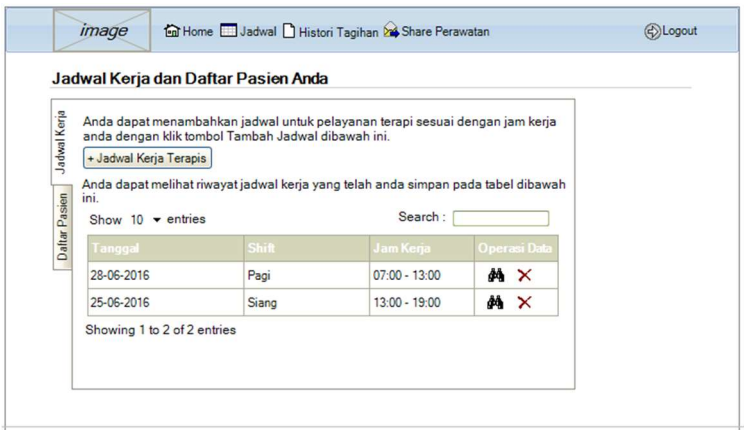 image Home Jadwal Histori Tagihan Share Perawatan Logout
Jadwal Kerja dan Daftar Pasien Anda
Jadwal Kerja
Daftar Pasien
Anda dapat menambahkan jadwal untuk pelayanan terapi sesuai dengan jam kerja
anda dengan klik tombol Tambah Jadwal dibawah ini.
+ Jadwal Kerja Terapis
Anda dapat melihat riwayat jadwal kerja yang telah anda simpan pada tabel dibawah
ini.
Show 10 entries Search :
Tanggal Shift Jam Kerja Operasi Data
28-06-2016 Pagi 07:00 - 13:00
25-06-2016 Siang 13:00 - 19:00
Showing 1 to 2 of 2 entries